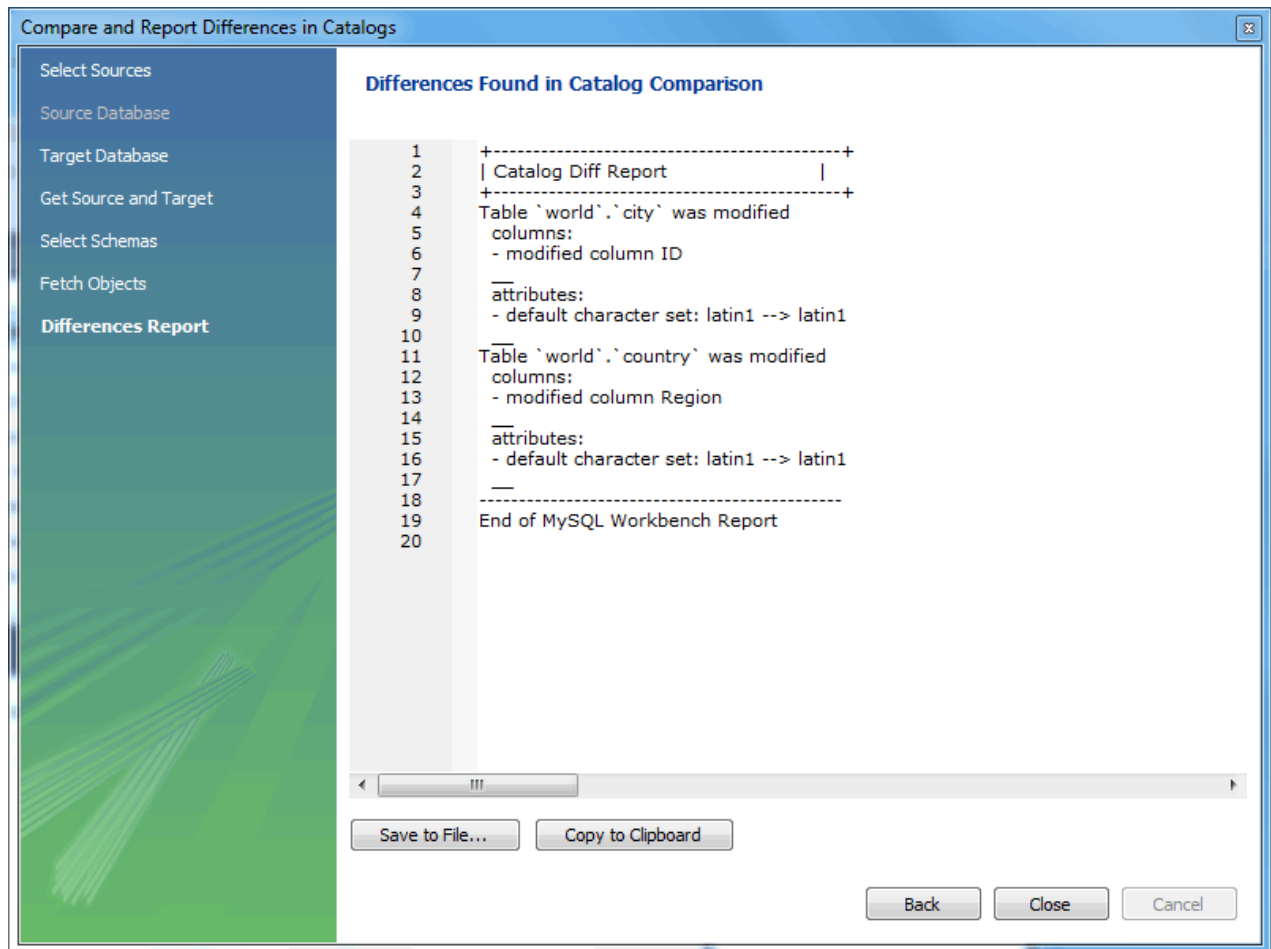 Compare and Report Differences in Catalogs
Select Sources
Source Database
Target Database
Get Source and Target
Select Schemas
Fetch Objects
Differences Report
Differences Found in Catalog Comparison
1 +--------------------------------------------+
2 | Catalog Diff Report |
3 +--------------------------------------------+
4 Table `world`.`city` was modified
5 columns:
6 - modified column ID
7 __
8 attributes:
9 - default character set: latin1 --> latin1
10 __
11 Table `world`.`country` was modified
12 columns:
13 - modified column Region
14 __
15 attributes:
16 - default character set: latin1 --> latin1
17 __
18 ----------------------------------------------
19 End of MySQL Workbench Report
20
Save to File...
Copy to Clipboard
Back
Close
Cancel